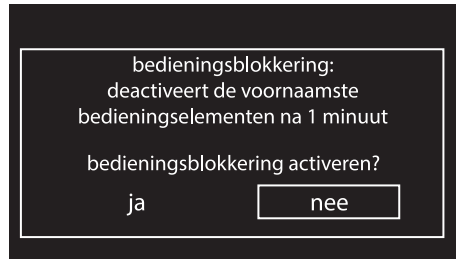 bedieningsblokkering:
deactiveert de voornaamste
bedieningselementen na 1 minuut
bedieningsblokkering activeren?
ja nee